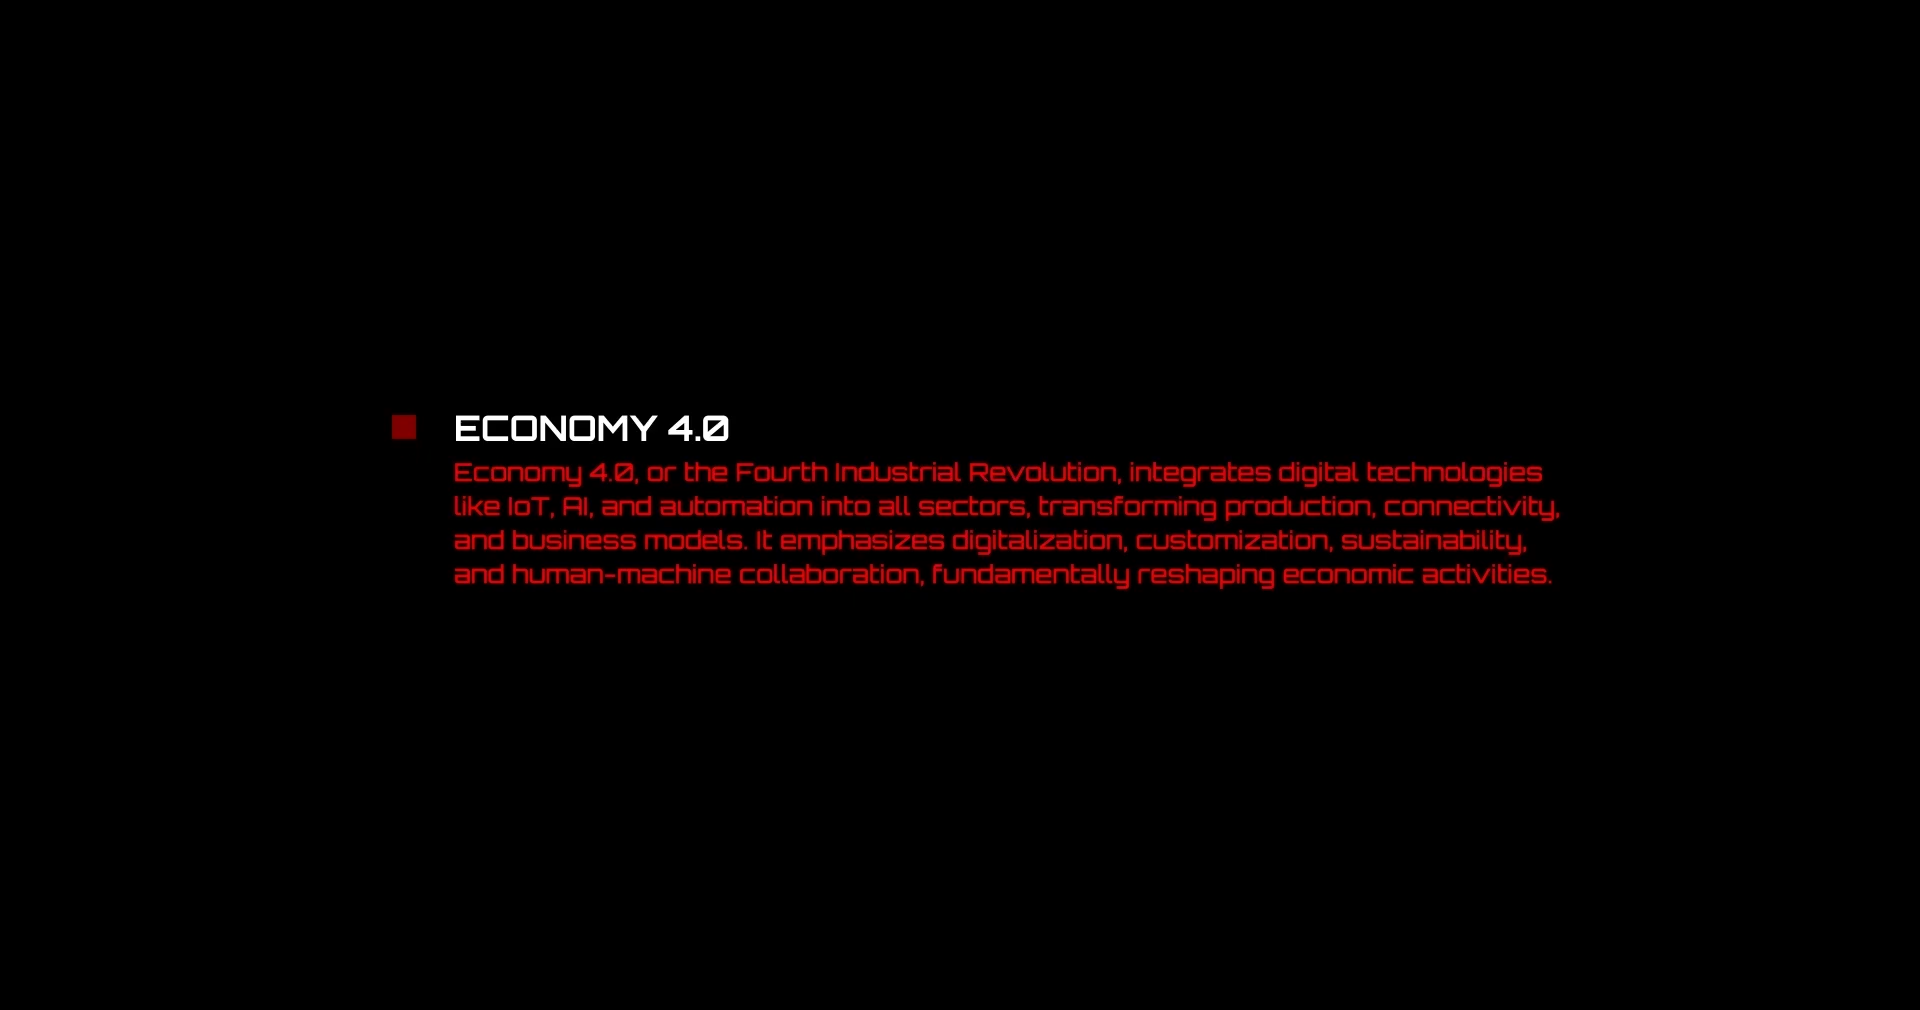 ECONOMY 4.0
Economy 4.0, or the Fourth Industrial Revolution, integrates digital technologies
like IoT, AI, and automation into all sectors, transforming production, connectivity,
and business models. It emphasizes digitalization, customization, sustainability,
and human-machine collaboration, fundamentally reshaping economic activities.